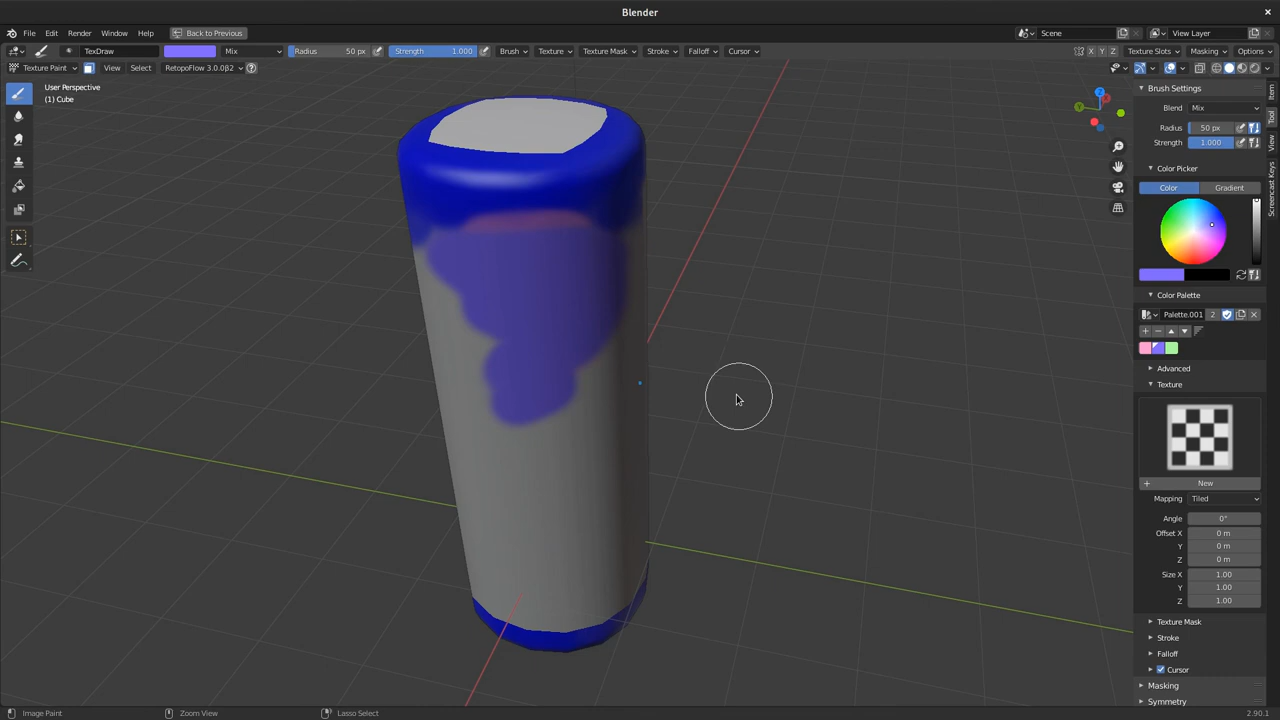 Blender
File Edit Render Window Help Back to Previous Scene View Layer
TexDraw Mix Radius 50 px Strength 1.000 Brush Texture Texture Mask Stroke Falloff Cursor X Y Z Texture Slots Masking Options
Texture Paint View Select RetopoFlow 3.0.0β2
User Perspective
(1) Cube
Z
Y
X
Brush Settings
Blend Mix
Radius 50 px
Strength 1.000
Color Picker
Color Gradient
Color Palette
Palette.001 2
Advanced
Texture
+ New
Mapping Tiled
Angle 0°
Offset X 0 m
Y 0 m
Z 0 m
Size X 1.00
Y 1.00
Z 1.00
Texture Mask
Stroke
Falloff
Cursor
Masking
Symmetry
Item
Tool
View
Screencast Keys
Image Paint Zoom View Lasso Select 2.90.1